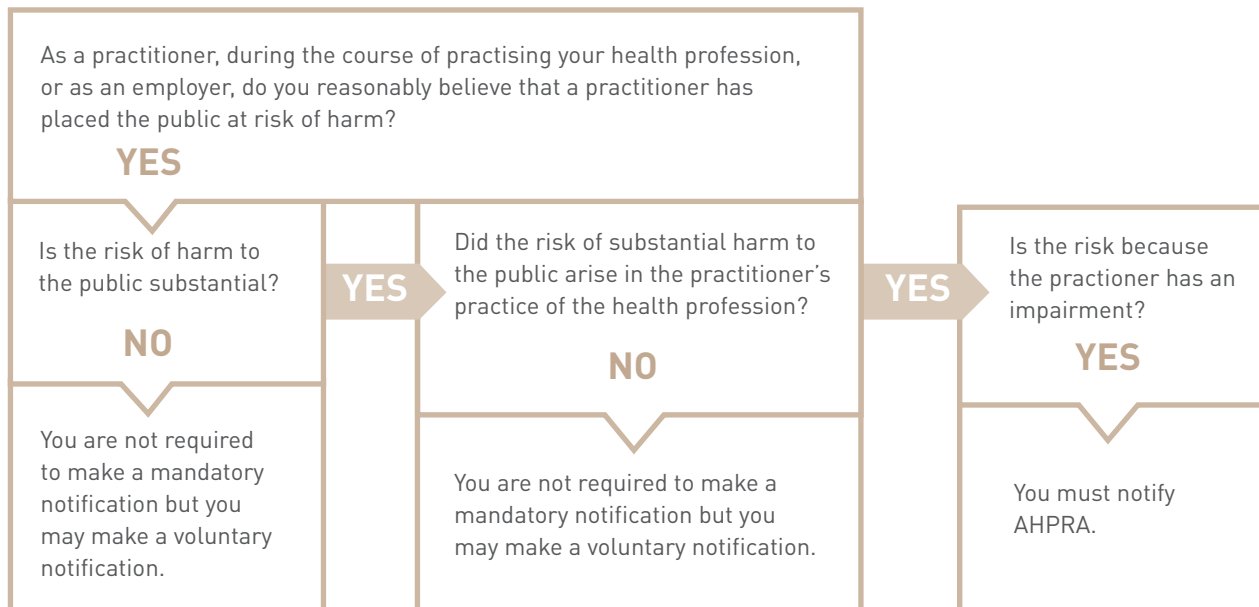 As a practitioner, during the course of practising your health profession,
or as an employer, do you reasonably believe that a practitioner has
placed the public at risk of harm?
YES
Is the risk of harm to
the public substantial?
NO
You are not required
to make a mandatory
notification but you
may make a voluntary
notification.
YES
Did the risk of substantial harm to
the public arise in the practitioner’s
practice of the health profession?
NO
You are not required to make a
mandatory notification but you
may make a voluntary notification.
YES
Is the risk because
the practioner has an
impairment?
YES
You must notify
AHPRA.